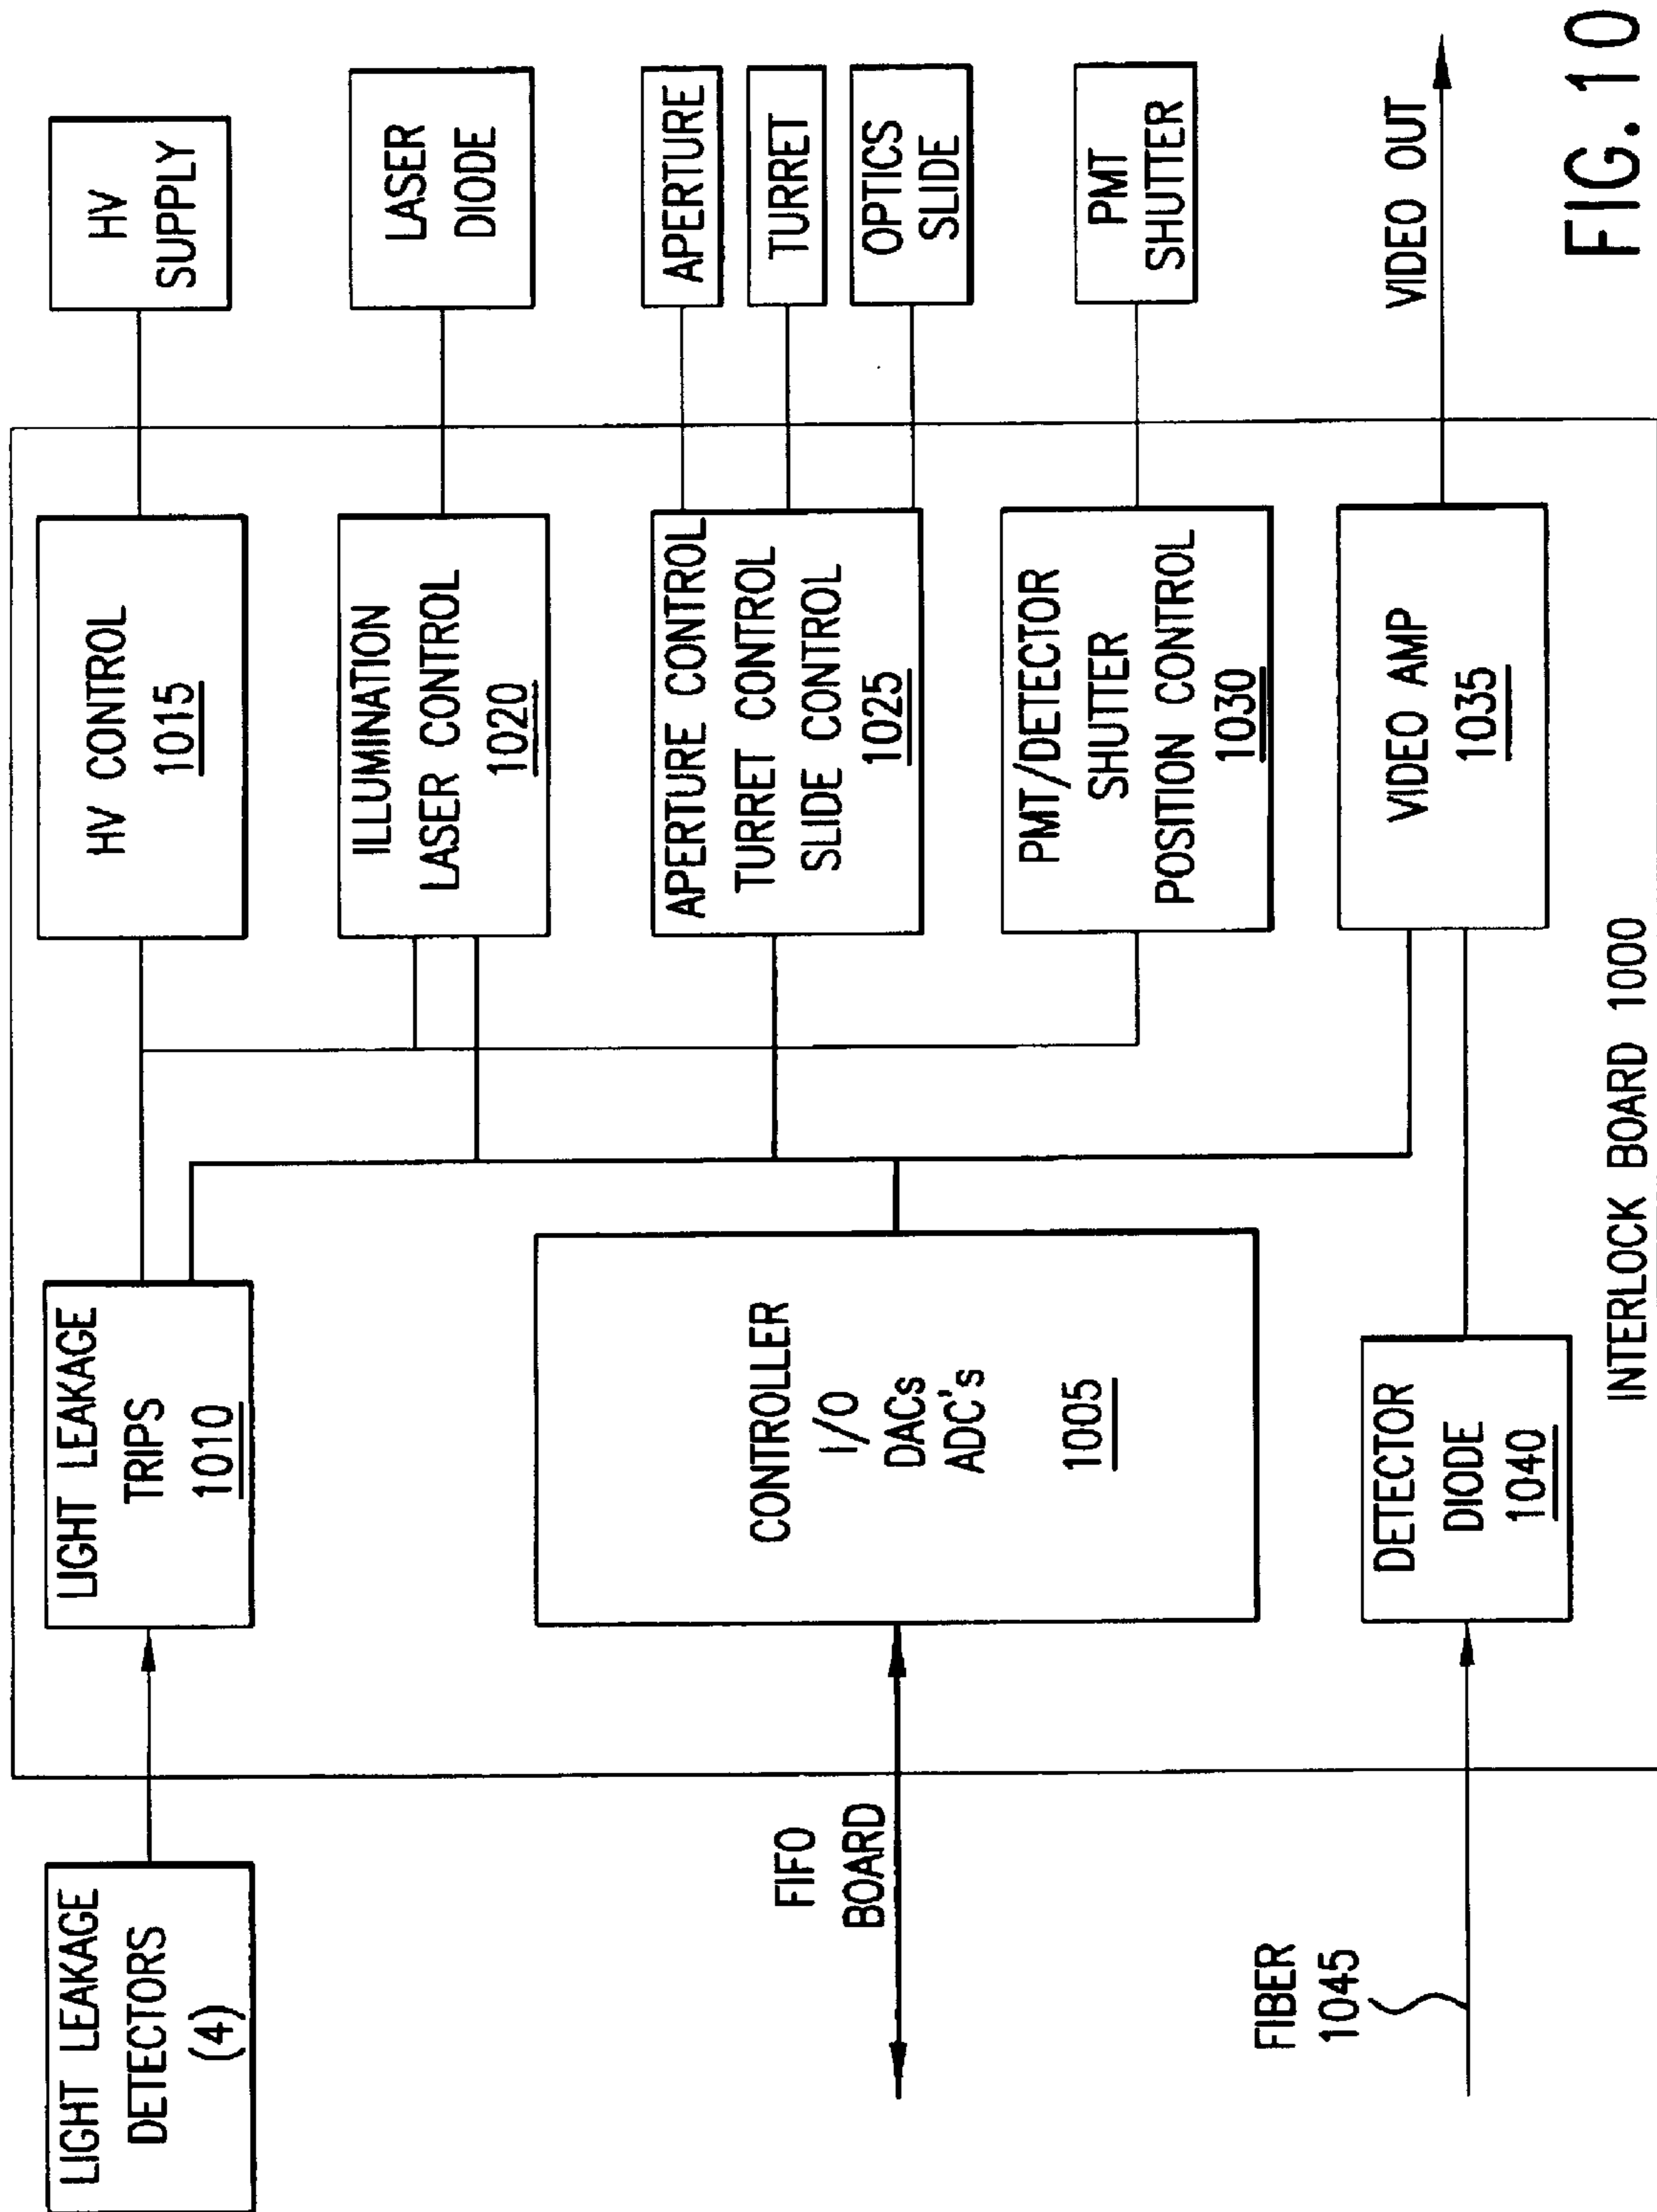 LIGHT LEAKAGE
DETECTORS
(4)
LIGHT LEAKAGE
TRIPS
1010
HV CONTROL
1015
HV
SUPPLY
ILLUMINATION
LASER CONTROL
1020
LASER
DIODE
FIFO
BOARD
CONTROLLER
I/O
DACs
ADC's
1005
APERTURE CONTROL
TURRET CONTROL
SLIDE CONTROL
1025
APERTURE
TURRET
OPTICS
SLIDE
PMT/DETECTOR
SHUTTER
POSITION CONTROL
1030
PMT
SHUTTER
FIBER
1045
DETECTOR
DIODE
1040
VIDEO AMP
1035
VIDEO OUT
INTERLOCK BOARD 1000
FIG. 10